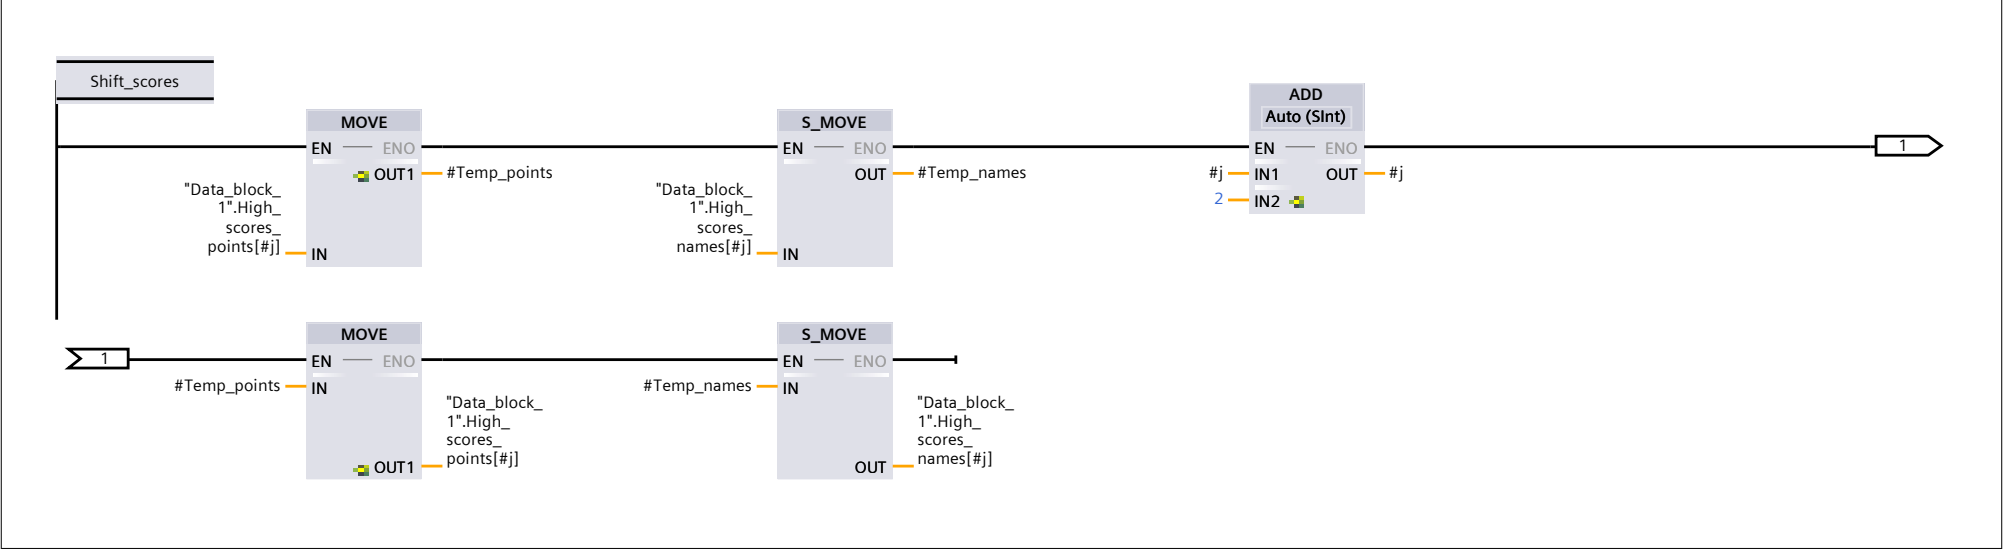 Shift_scores
MOVE
EN ENO
OUT1 #Temp_points
"Data_block_
1".High_
scores_
points[#j] IN
S_MOVE
EN ENO
OUT #Temp_names
"Data_block_
1".High_
scores_
names[#j] IN
ADD
Auto (SInt)
EN ENO
#j IN1 OUT #j
2 IN2
1
1
MOVE
EN ENO
#Temp_points IN
"Data_block_
1".High_
scores_
OUT1 points[#j]
S_MOVE
EN ENO
#Temp_names IN
"Data_block_
1".High_
scores_
OUT names[#j]